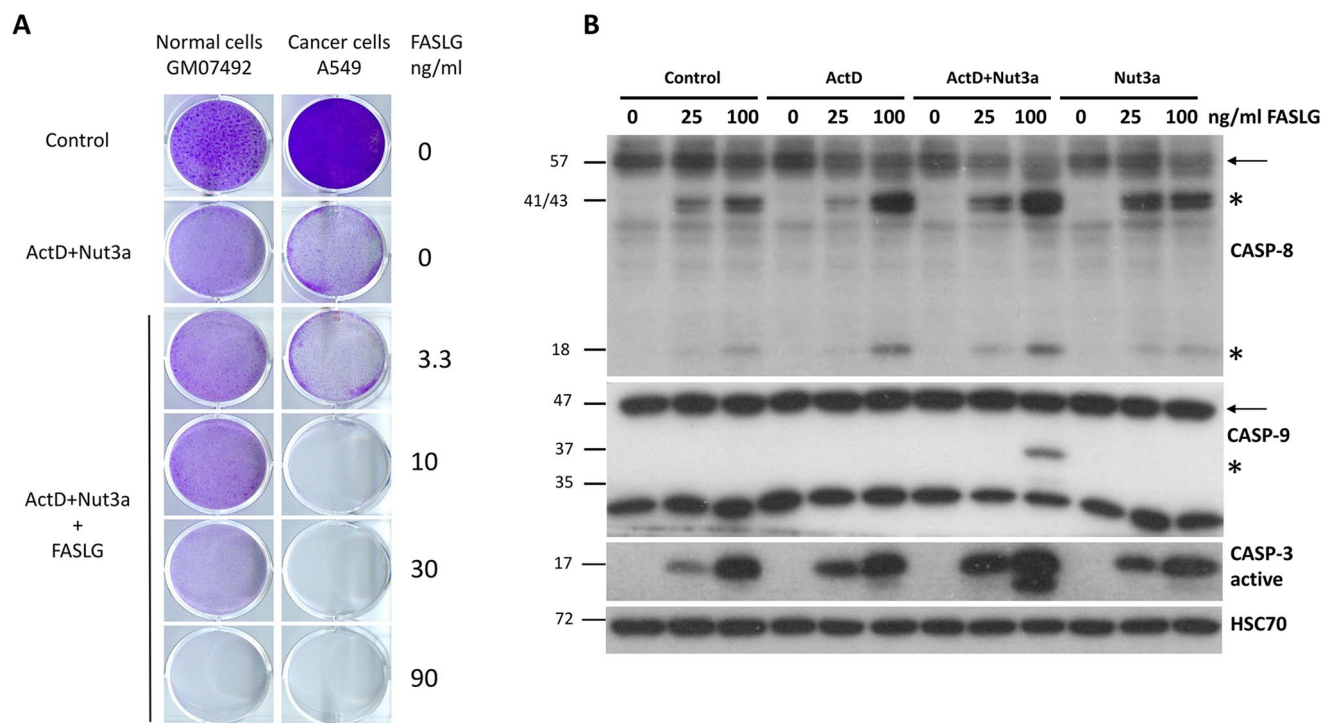 A
Normal cells Cancer cells FASLG
GM07492 A549 ng/ml
Control 0
ActD+Nut3a 0
3.3
10
ActD+Nut3a
+
FASLG
30
90
B
Control ActD ActD+Nut3a Nut3a
0 25 100 0 25 100 0 25 100 0 25 100 ng/ml FASLG
57
41/43 *
CASP-8
18 *
47
CASP-9
37
*
35
CASP-3
17
active
72
HSC70